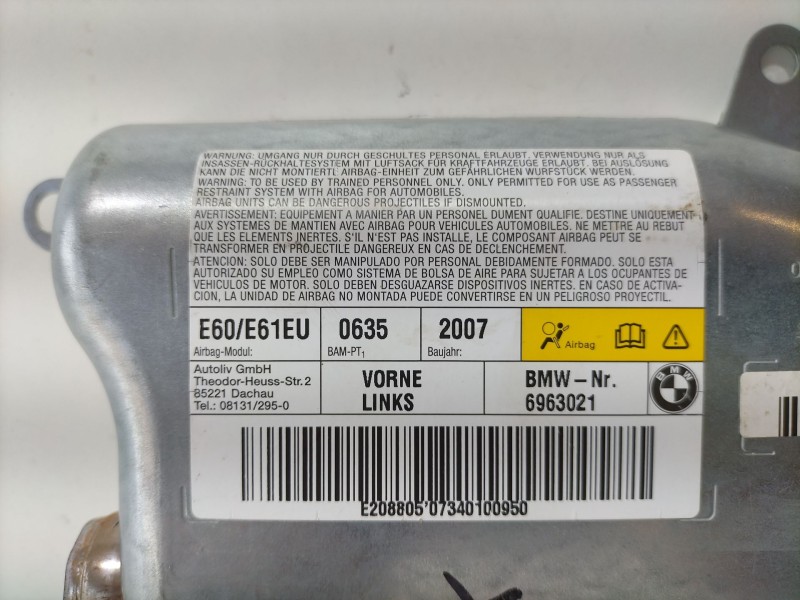 WARNUNG: UMGANG NUR DURCH GESCHULTES PERSONAL ERLAUBT. VERWENDUNG NUR ALS
INSASSEN-RÜCKHALTESYSTEM MIT LUFTSACK FÜR KRAFTFAHRZEUGE ERLAUBT. BEI AUSLÖSUNG
KANN DIE NICHT MONTIERTE AIRBAG-EINHEIT ZUM GEFÄHRLICHEN WURFSTÜCK WERDEN.
WARNING: TO BE USED BY TRAINED PERSONNEL ONLY. ONLY PERMITTED FOR USE AS PASSENGER
RESTRAINT SYSTEM WITH AIRBAG FOR AUTOMOBILES.
AIRBAG UNITS CAN BE DANGEROUS PROJECTILES IF DISMOUNTED.
AVERTISSEMENT: EQUIPEMENT A MANIER PAR UN PERSONEL DUMENT QUALIFIE. DESTINE UNIQUEMENT
AUX SYSTEMES DE MANTIEN AVEC AIRBAG POUR VEHICULES AUTOMOBILES. NE METTRE AU REBUT
QUE LES ELEMENTS INERTES. S'IL N'EST PAS INSTALLE, LE COMPOSANT AIRBAG PEUT SE
TRANSFORMER EN PROJECTILE DANGEREUX EN CAS DE DECLENCHEMENT.
ATENCION: SOLO DEBE SER MANIPULADO POR PERSONAL DEBIDAMENTE FORMADO. SOLO ESTA
AUTORIZADO SU EMPLEO COMO SISTEMA DE BOLSA DE AIRE PARA SUJETAR A LOS OCUPANTES DE
VEHICULOS DE MOTOR. SOLO DEBEN DESGUAZARSE DISPOSITIVOS INERTES. EN CASO DE ACTIVA-
CION, LA UNIDAD DE AIRBAG NO MONTADA PUEDE CONVERTIRSE EN UN PELIGROSO PROYECTIL.
E60/E61EU 0635 2007 Airbag
Airbag-Modul: BAM-PT1 Baujahr:
Autoliv GmbH
Theodor-Heuss-Str.2
85221 Dachau
Tel.: 08131/295-0
VORNE
LINKS
BMW-Nr.
6963021
BMW
E208805'07340100950